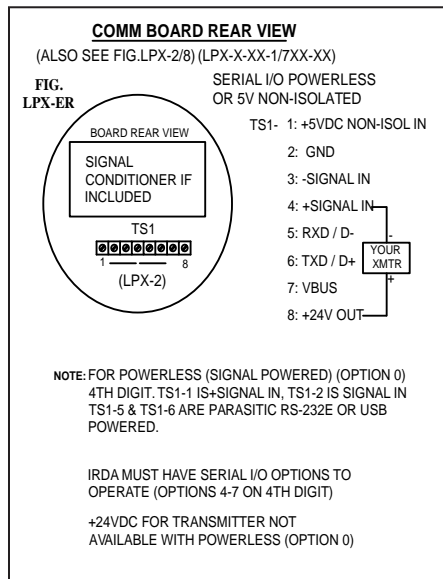 COMM BOARD REAR VIEW
(ALSO SEE FIG.LPX-2/8) (LPX-X-XX-1/7XX-XX)
FIG.
LPX-ER
BOARD REAR VIEW
SIGNAL
CONDITIONER IF
INCLUDED
TS1
1
8
(LPX-2)
SERIAL I/O POWERLESS
OR 5V NON-ISOLATED
TS1- 1: +5VDC NON-ISOL IN
2: GND
3: -SIGNAL IN
4: +SIGNAL IN
5: RXD / D-
6: TXD / D+
7: VBUS
8: +24V OUT
-
YOUR
XMTR
+
NOTE: FOR POWERLESS (SIGNAL POWERED) (OPTION 0)
4TH DIGIT. TS1-1 IS+SIGNAL IN, TS1-2 IS SIGNAL IN
TS1-5 & TS1-6 ARE PARASITIC RS-232E OR USB
POWERED.
IRDA MUST HAVE SERIAL I/O OPTIONS TO
OPERATE (OPTIONS 4-7 ON 4TH DIGIT)
+24VDC FOR TRANSMITTER NOT
AVAILABLE WITH POWERLESS (OPTION 0)